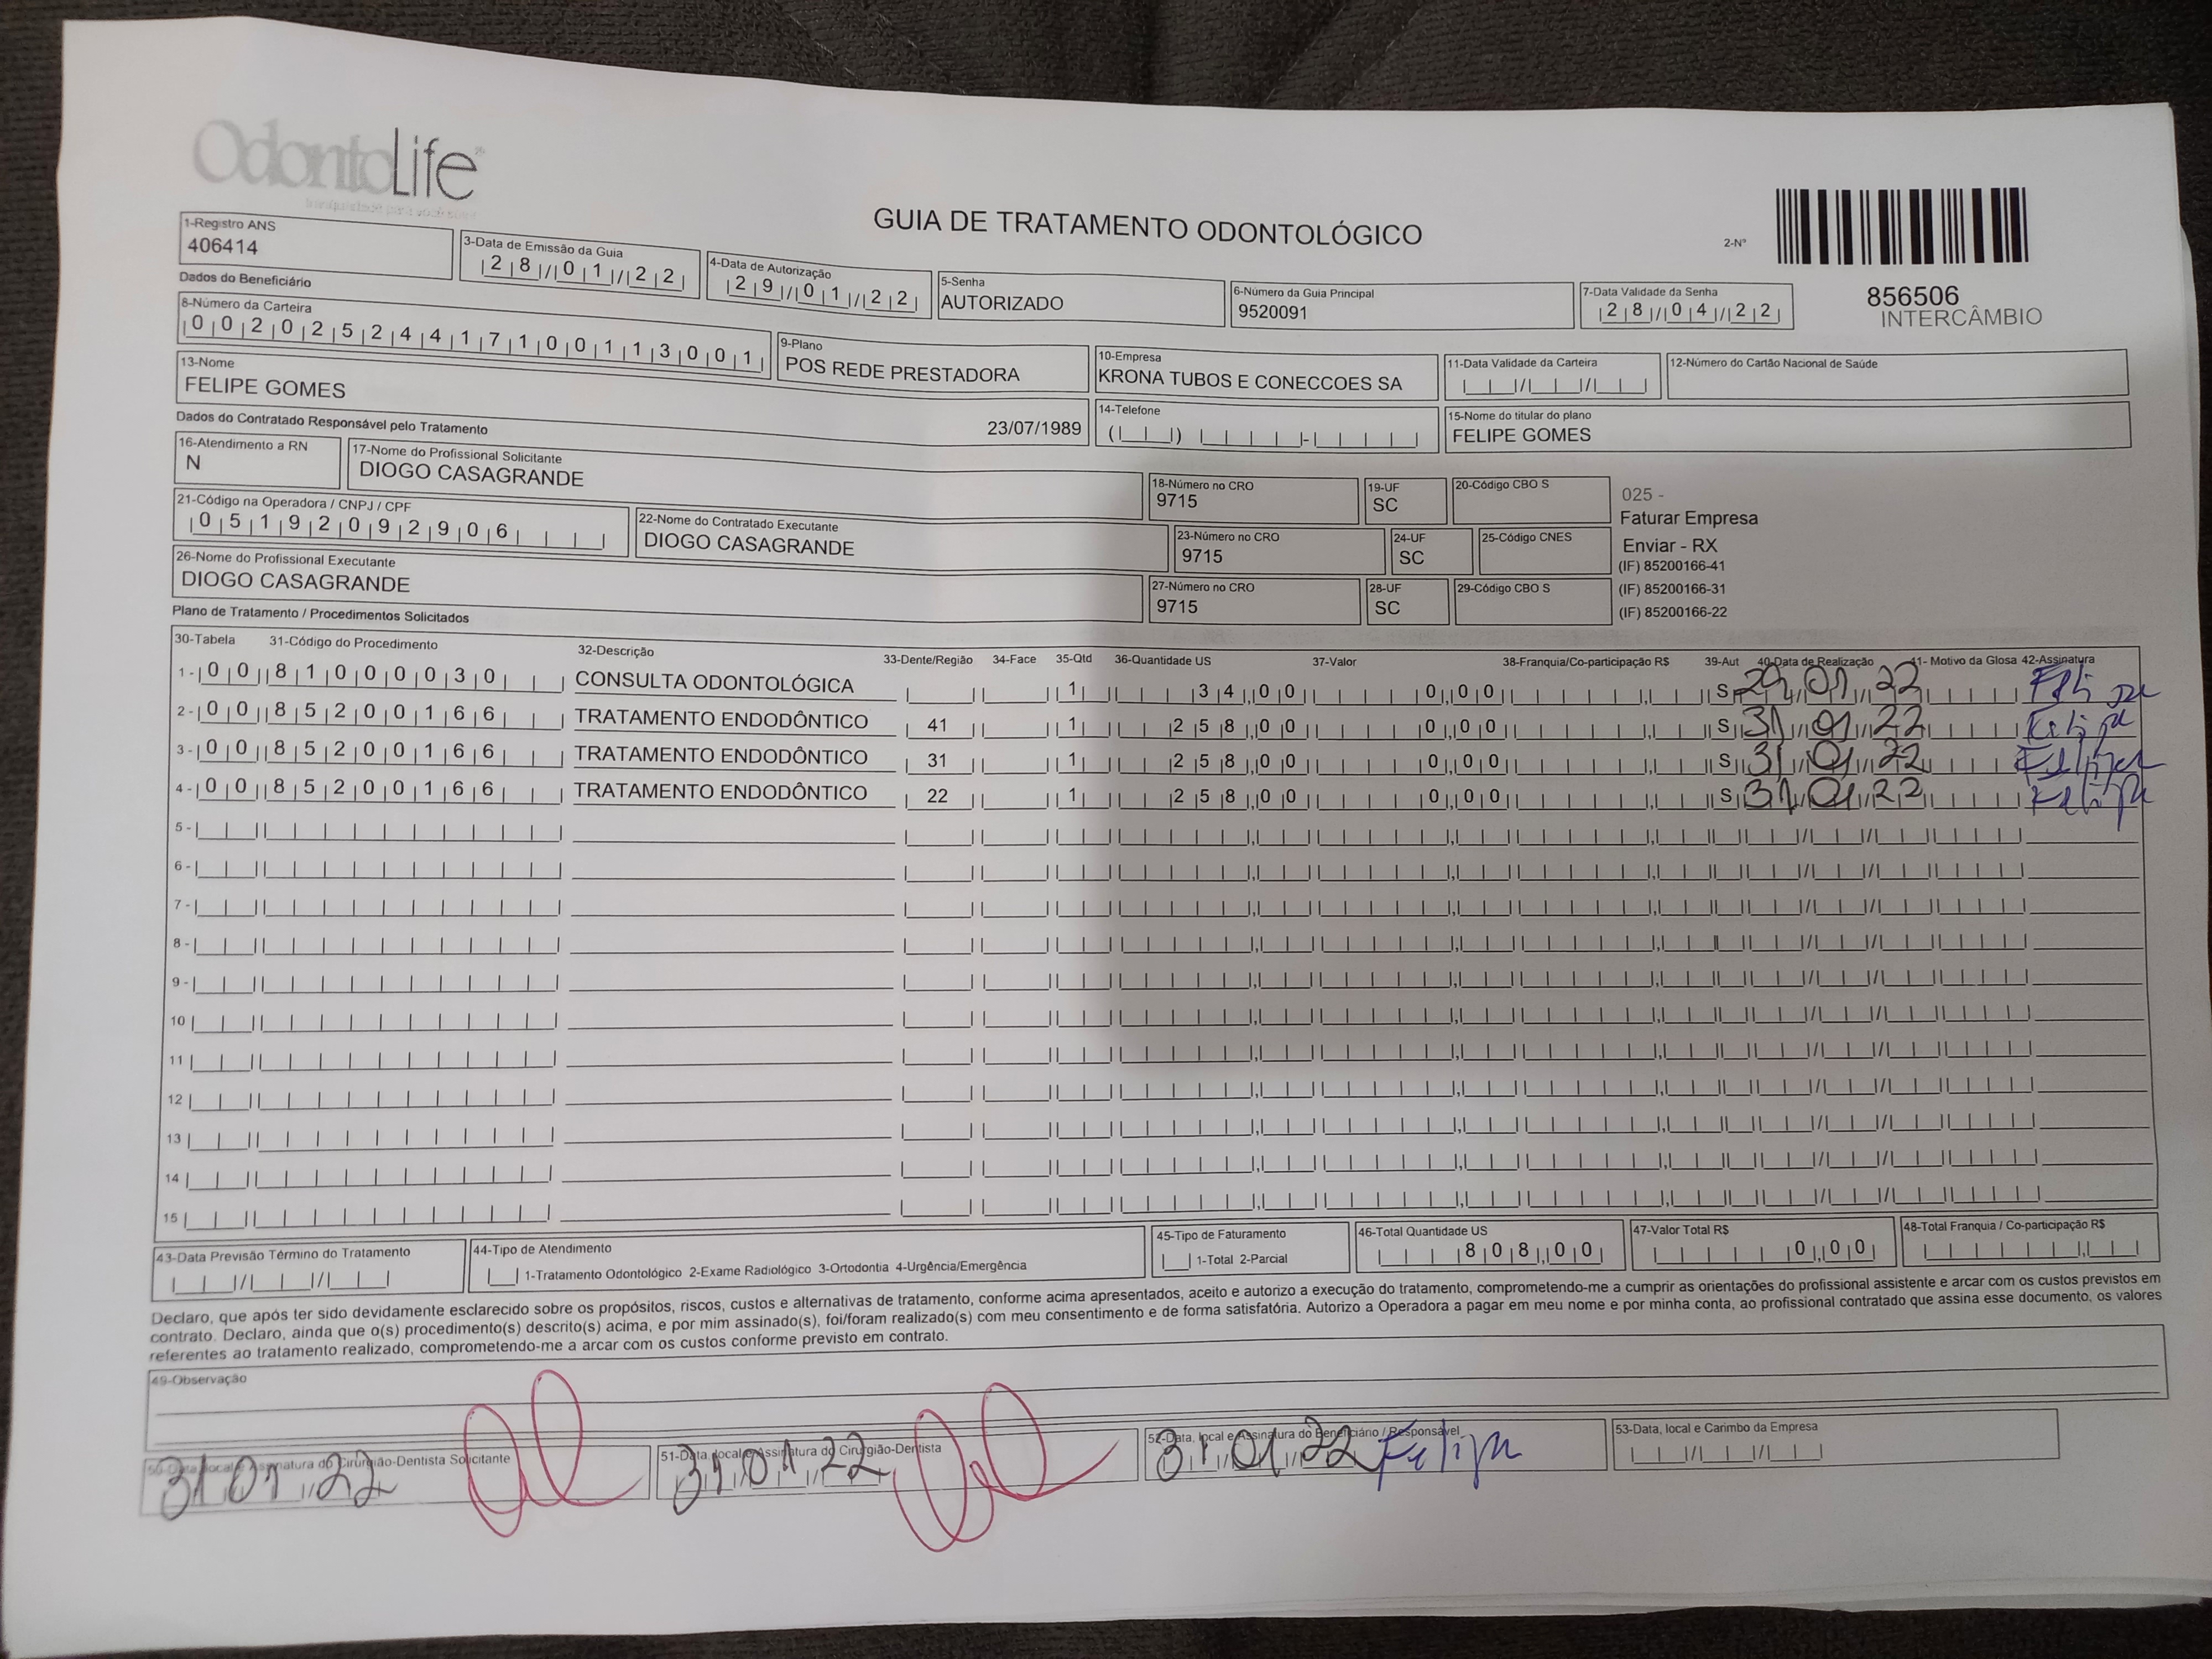 OdontoLife
GUIA DE TRATAMENTO ODONTOLÓGICO
2-Nº
856506
INTERCÂMBIO
1-Registro ANS
406414
3-Data de Emissão da Guia
28/01/22
4-Data de Autorização
29/01/22
5-Senha
AUTORIZADO
6-Número da Guia Principal
9520091
7-Data Validade da Senha
28/04/22
Dados do Beneficiário
8-Número da Carteira
00202524417100113001
9-Plano
POS REDE PRESTADORA
10-Empresa
KRONA TUBOS E CONECCOES SA
11-Data Validade da Carteira
12-Número do Cartão Nacional de Saúde
13-Nome
FELIPE GOMES
23/07/1989
14-Telefone
15-Nome do titular do plano
FELIPE GOMES
Dados do Contratado Responsável pelo Tratamento
16-Atendimento a RN
N
17-Nome do Profissional Solicitante
DIOGO CASAGRANDE
18-Número no CRO
9715
19-UF
SC
20-Código CBO S
025 -
Faturar Empresa
Enviar - RX
(IF) 85200166-41
(IF) 85200166-31
(IF) 85200166-22
21-Código na Operadora / CNPJ / CPF
05192092906
22-Nome do Contratado Executante
DIOGO CASAGRANDE
23-Número no CRO
9715
24-UF
SC
25-Código CNES
26-Nome do Profissional Executante
DIOGO CASAGRANDE
27-Número no CRO
9715
28-UF
SC
29-Código CBO S
Plano de Tratamento / Procedimentos Solicitados
30-Tabela 31-Código do Procedimento 32-Descrição 33-Dente/Região 34-Face 35-Qtd 36-Quantidade US 37-Valor 38-Franquia/Co-participação R$ 39-Aut 40-Data de Realização 41- Motivo da Glosa 42-Assinatura
1- 00 81000030 CONSULTA ODONTOLÓGICA 1 34,00 0,00 S 29/01/22 Felipe
2- 00 85200166 TRATAMENTO ENDODÔNTICO 41 1 258,00 0,00 S 31/01/22 Felipe
3- 00 85200166 TRATAMENTO ENDODÔNTICO 31 1 258,00 0,00 S 31/01/22 Felipe
4- 00 85200166 TRATAMENTO ENDODÔNTICO 22 1 258,00 0,00 S 31/01/22 Felipe
5-
6-
7-
8-
9-
10
11
12
13
14
15
43-Data Previsão Término do Tratamento
44-Tipo de Atendimento
1-Tratamento Odontológico 2-Exame Radiológico 3-Ortodontia 4-Urgência/Emergência
45-Tipo de Faturamento
1-Total 2-Parcial
46-Total Quantidade US
808,00
47-Valor Total R$
0,00
48-Total Franquia / Co-participação R$
Declaro, que após ter sido devidamente esclarecido sobre os propósitos, riscos, custos e alternativas de tratamento, conforme acima apresentados, aceito e autorizo a execução do tratamento, comprometendo-me a cumprir as orientações do profissional assistente e arcar com os custos previstos em
contrato. Declaro, ainda que o(s) procedimento(s) descrito(s) acima, e por mim assinado(s), foi/foram realizado(s) com meu consentimento e de forma satisfatória. Autorizo a Operadora a pagar em meu nome e por minha conta, ao profissional contratado que assina esse documento, os valores
referentes ao tratamento realizado, comprometendo-me a arcar com os custos conforme previsto em contrato.
49-Observação
50-Data, local e Assinatura do Cirurgião-Dentista Solicitante
31/01/22
51-Data, local e Assinatura do Cirurgião-Dentista
31/01/22
52-Data, local e Assinatura do Beneficiário / Responsável
31/01/22 Felipe
53-Data, local e Carimbo da Empresa